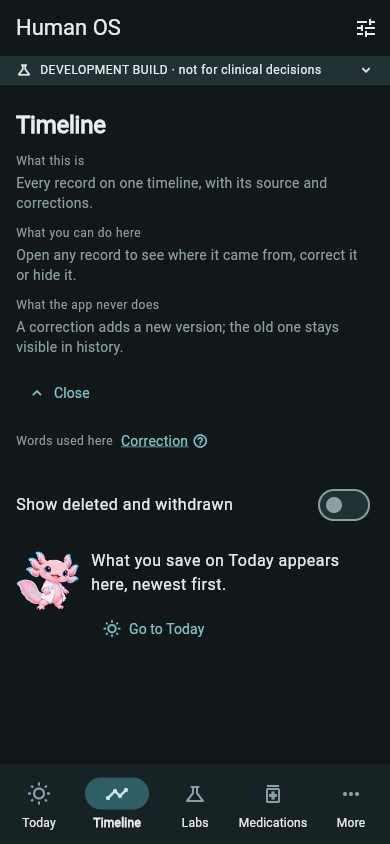 Human OS
DEVELOPMENT BUILD · not for clinical decisions
Timeline
What this is
Every record on one timeline, with its source and
corrections.
What you can do here
Open any record to see where it came from, correct it
or hide it.
What the app never does
A correction adds a new version; the old one stays
visible in history.
Close
Words used here Correction
Show deleted and withdrawn
What you save on Today appears
here, newest first.
Go to Today
Today Timeline Labs Medications More